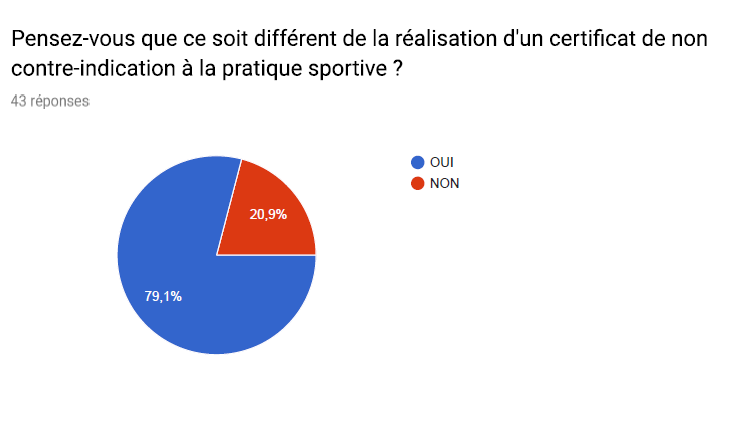 Pensez-vous que ce soit différent de la réalisation d'un certificat de non
contre-indication à la pratique sportive ?
43 réponses
OUI
NON
20,9%
79,1%